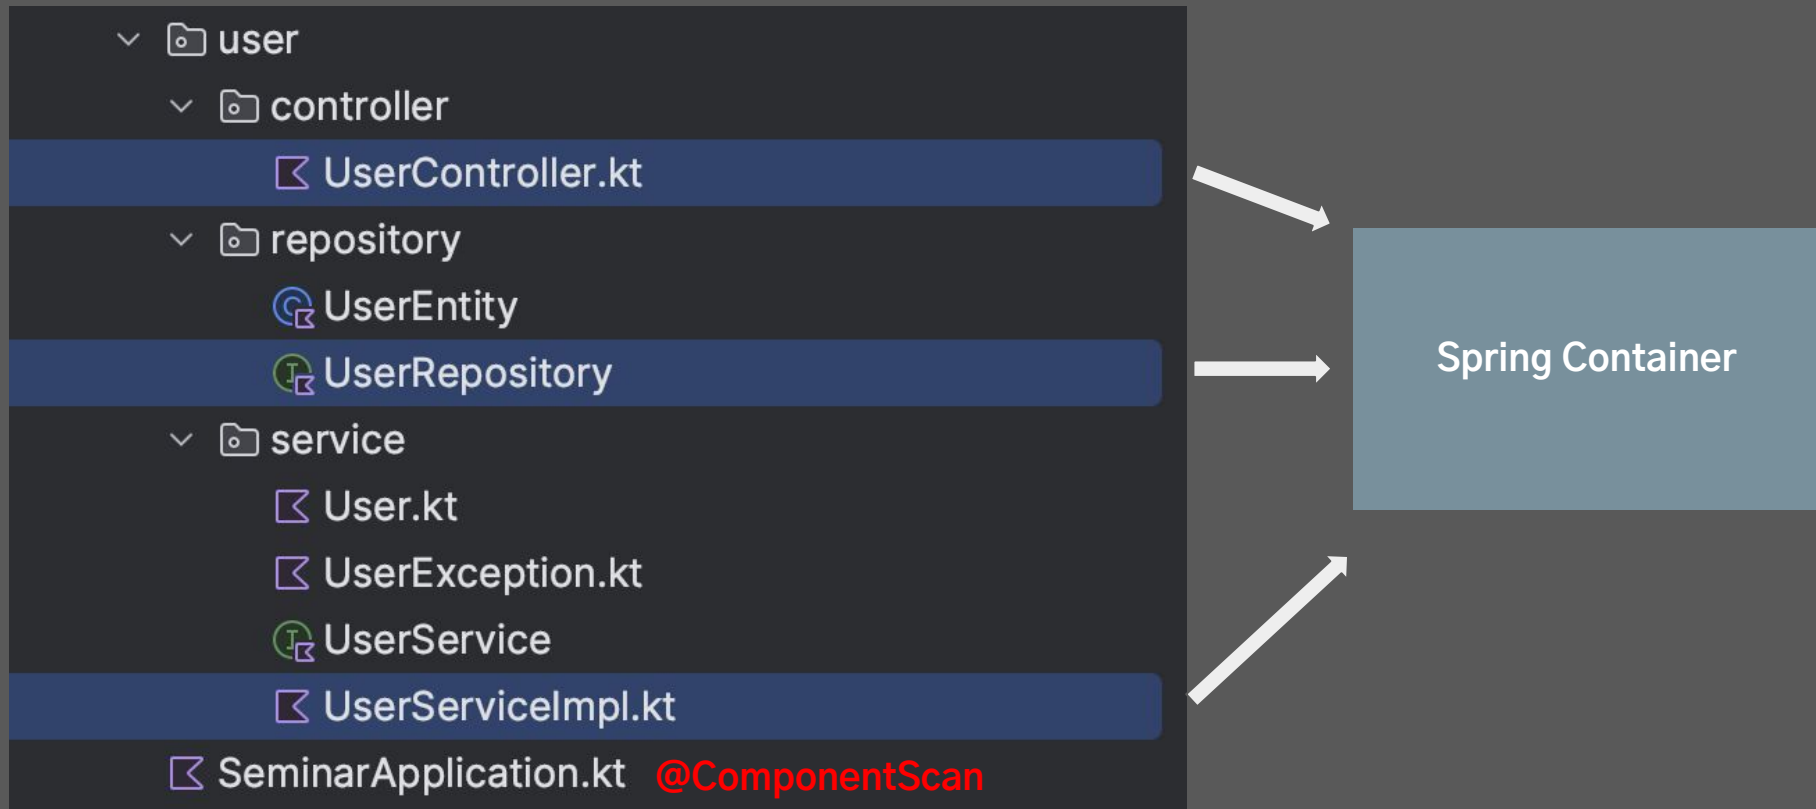 user
controller
UserController.kt
repository
UserEntity
UserRepository
service
User.kt
UserException.kt
UserService
UserServiceImpl.kt
SeminarApplication.kt @ComponentScan
Spring Container